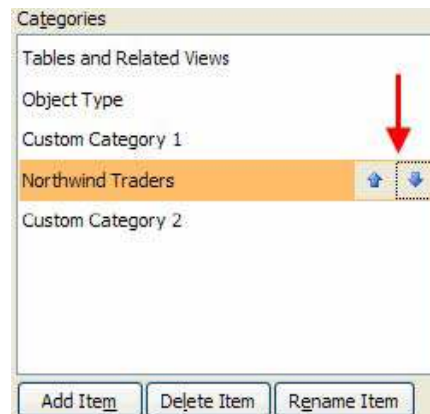 Categories
Tables and Related Views
Object Type
Custom Category 1
Northwind Traders
Custom Category 2
Add Item Delete Item Rename Item